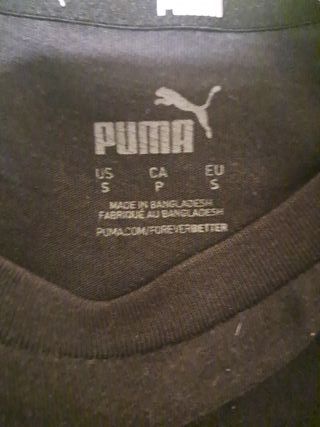 PUMA
US CA EU
S P S
MADE IN BANGLADESH
FABRIQUÉ AU BANGLADESH
PUMA.COM/FOREVERBETTER